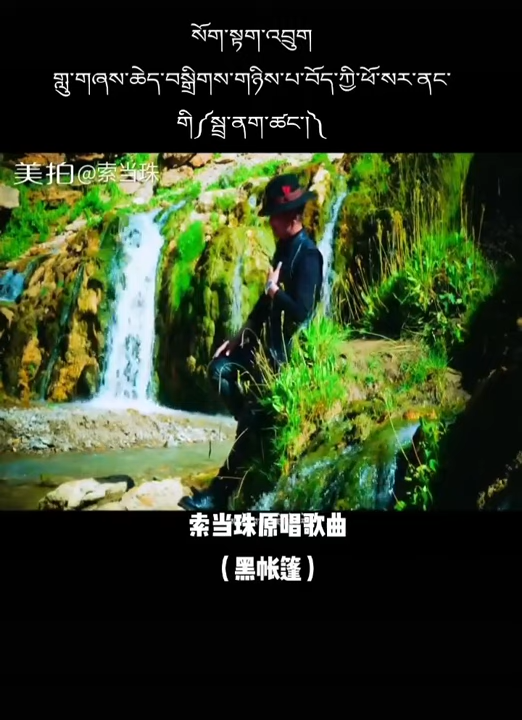 སོག་སྟག་འབྲུག
གླུ་གཞས་ཆེད་བསྒྲིགས་གཉིས་པ་བོད་ཀྱི་ཕོ་སར་ནང་
གི༼སྦྲ་ནག་ཚང་།༽
美拍@索当珠
索当珠原唱歌曲
（黑帐篷）